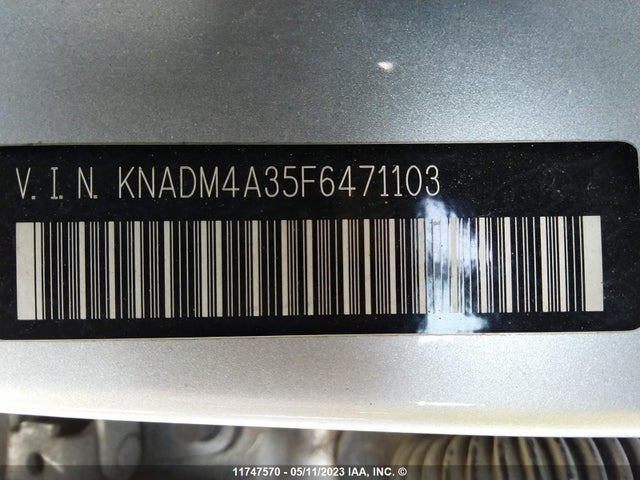 V. I. N. KNADM4A35F6471103
11747570 - 05/11/2023 IAA, INC. ©